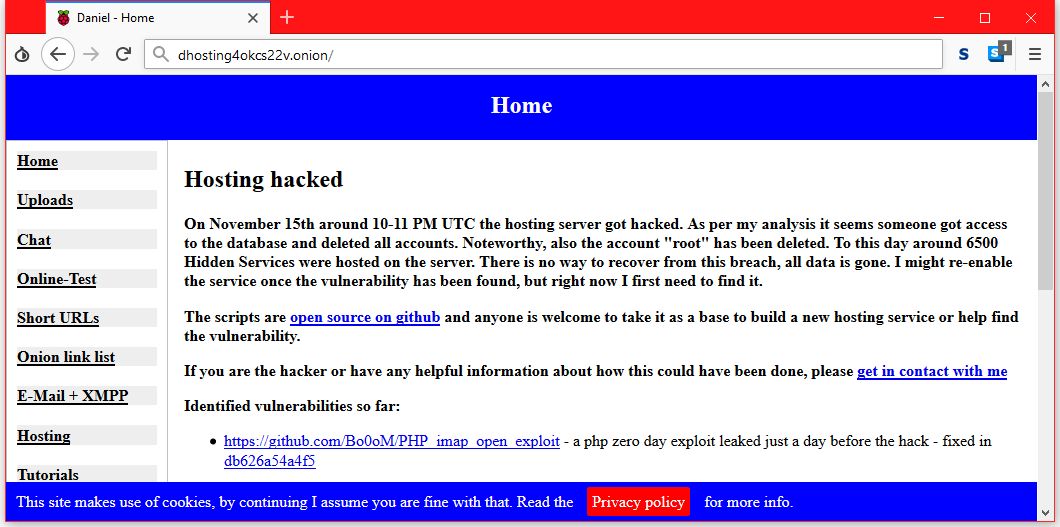 Daniel - Home
dhosting4okcs22v.onion/
S
S
1
Home
Home
Uploads
Chat
Online-Test
Short URLs
Onion link list
E-Mail + XMPP
Hosting
Tutorials
Hosting hacked
On November 15th around 10-11 PM UTC the hosting server got hacked. As per my analysis it seems someone got access
to the database and deleted all accounts. Noteworthy, also the account "root" has been deleted. To this day around 6500
Hidden Services were hosted on the server. There is no way to recover from this breach, all data is gone. I might re-enable
the service once the vulnerability has been found, but right now I first need to find it.
The scripts are open source on github and anyone is welcome to take it as a base to build a new hosting service or help find
the vulnerability.
If you are the hacker or have any helpful information about how this could have been done, please get in contact with me
Identified vulnerabilities so far:
• https://github.com/Bo0oM/PHP_imap_open_exploit - a php zero day exploit leaked just a day before the hack - fixed in
db626a54a4f5
This site makes use of cookies, by continuing I assume you are fine with that. Read the Privacy policy for more info.